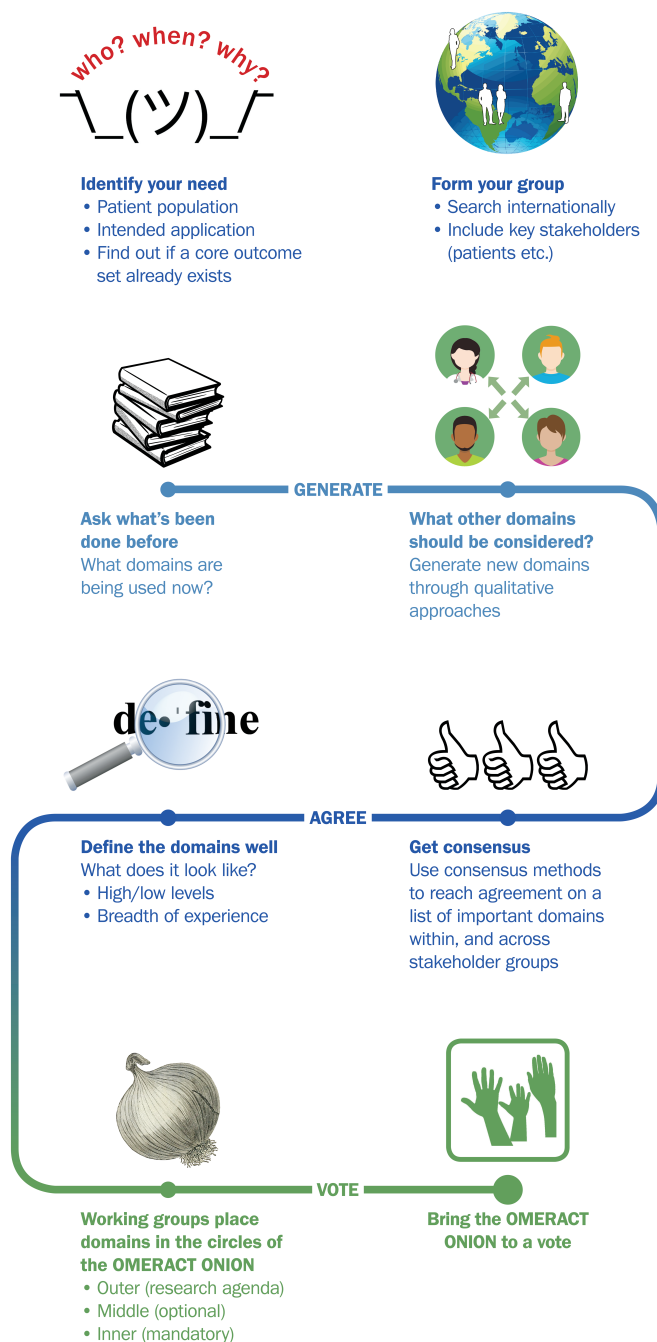 who? when? why?
¯\_(ツ)_/¯
Identify your need
• Patient population
• Intended application
• Find out if a core outcome
set already exists
Form your group
• Search internationally
• Include key stakeholders
(patients etc.)
GENERATE
Ask what’s been
done before
What domains are
being used now?
What other domains
should be considered?
Generate new domains
through qualitative
approaches
de•'fine
AGREE
Define the domains well
What does it look like?
• High/low levels
• Breadth of experience
Get consensus
Use consensus methods
to reach agreement on a
list of important domains
within, and across
stakeholder groups
VOTE
Working groups place
domains in the circles of
the OMERACT ONION
• Outer (research agenda)
• Middle (optional)
• Inner (mandatory)
Bring the OMERACT
ONION to a vote